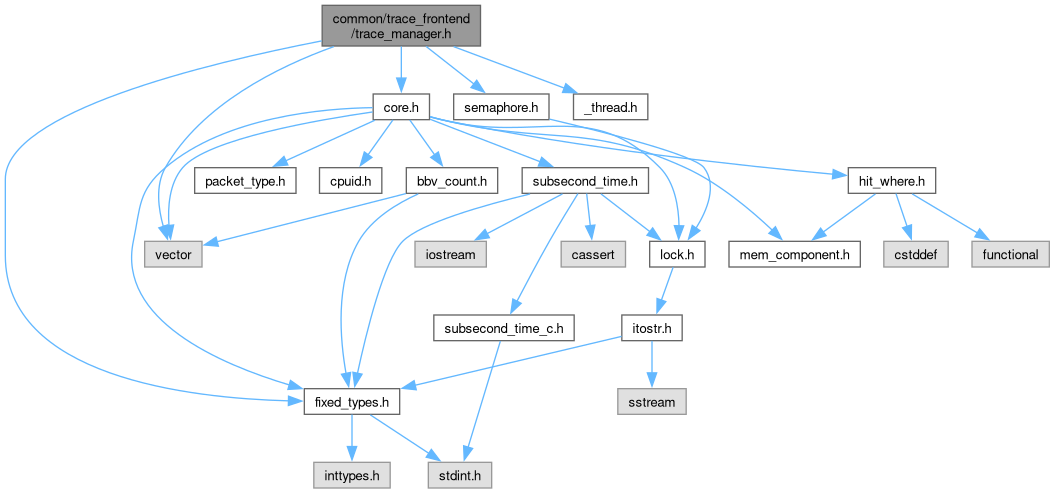 common/trace_frontend
/trace_manager.h
core.h
semaphore.h
_thread.h
packet_type.h
cpuid.h
bbv_count.h
subsecond_time.h
hit_where.h
vector
iostream
cassert
lock.h
mem_component.h
cstddef
functional
subsecond_time_c.h
itostr.h
fixed_types.h
sstream
inttypes.h
stdint.h